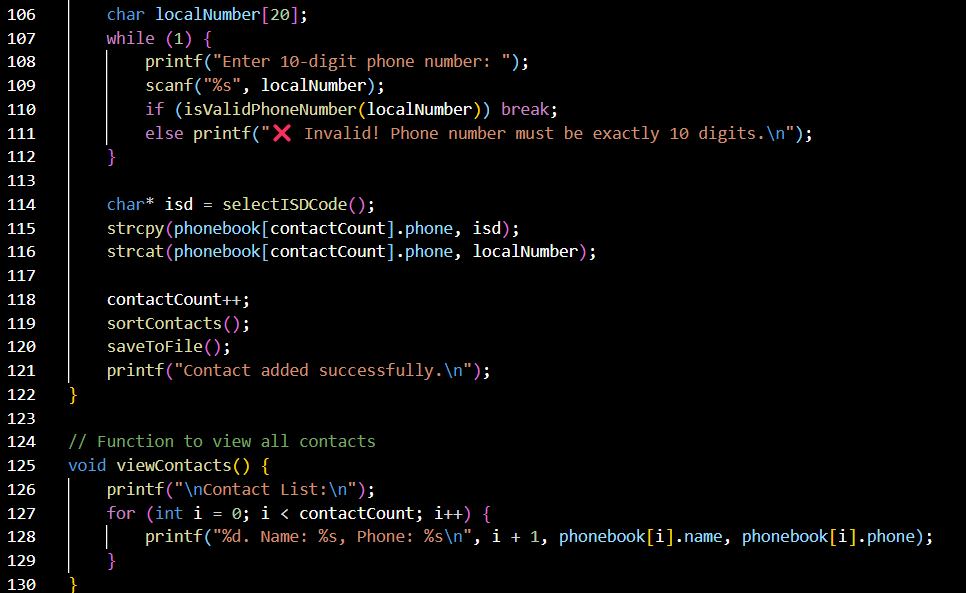 106 char localNumber[20];
107 while (1) {
108 printf("Enter 10-digit phone number: ");
109 scanf("%s", localNumber);
110 if (isValidPhoneNumber(localNumber)) break;
111 else printf("❌ Invalid! Phone number must be exactly 10 digits.\n");
112 }
113
114 char* isd = selectISDCode();
115 strcpy(phonebook[contactCount].phone, isd);
116 strcat(phonebook[contactCount].phone, localNumber);
117
118 contactCount++;
119 sortContacts();
120 saveToFile();
121 printf("Contact added successfully.\n");
122 }
123
124 // Function to view all contacts
125 void viewContacts() {
126 printf("\nContact List:\n");
127 for (int i = 0; i < contactCount; i++) {
128 printf("%d. Name: %s, Phone: %s\n", i + 1, phonebook[i].name, phonebook[i].phone);
129 }
130 }